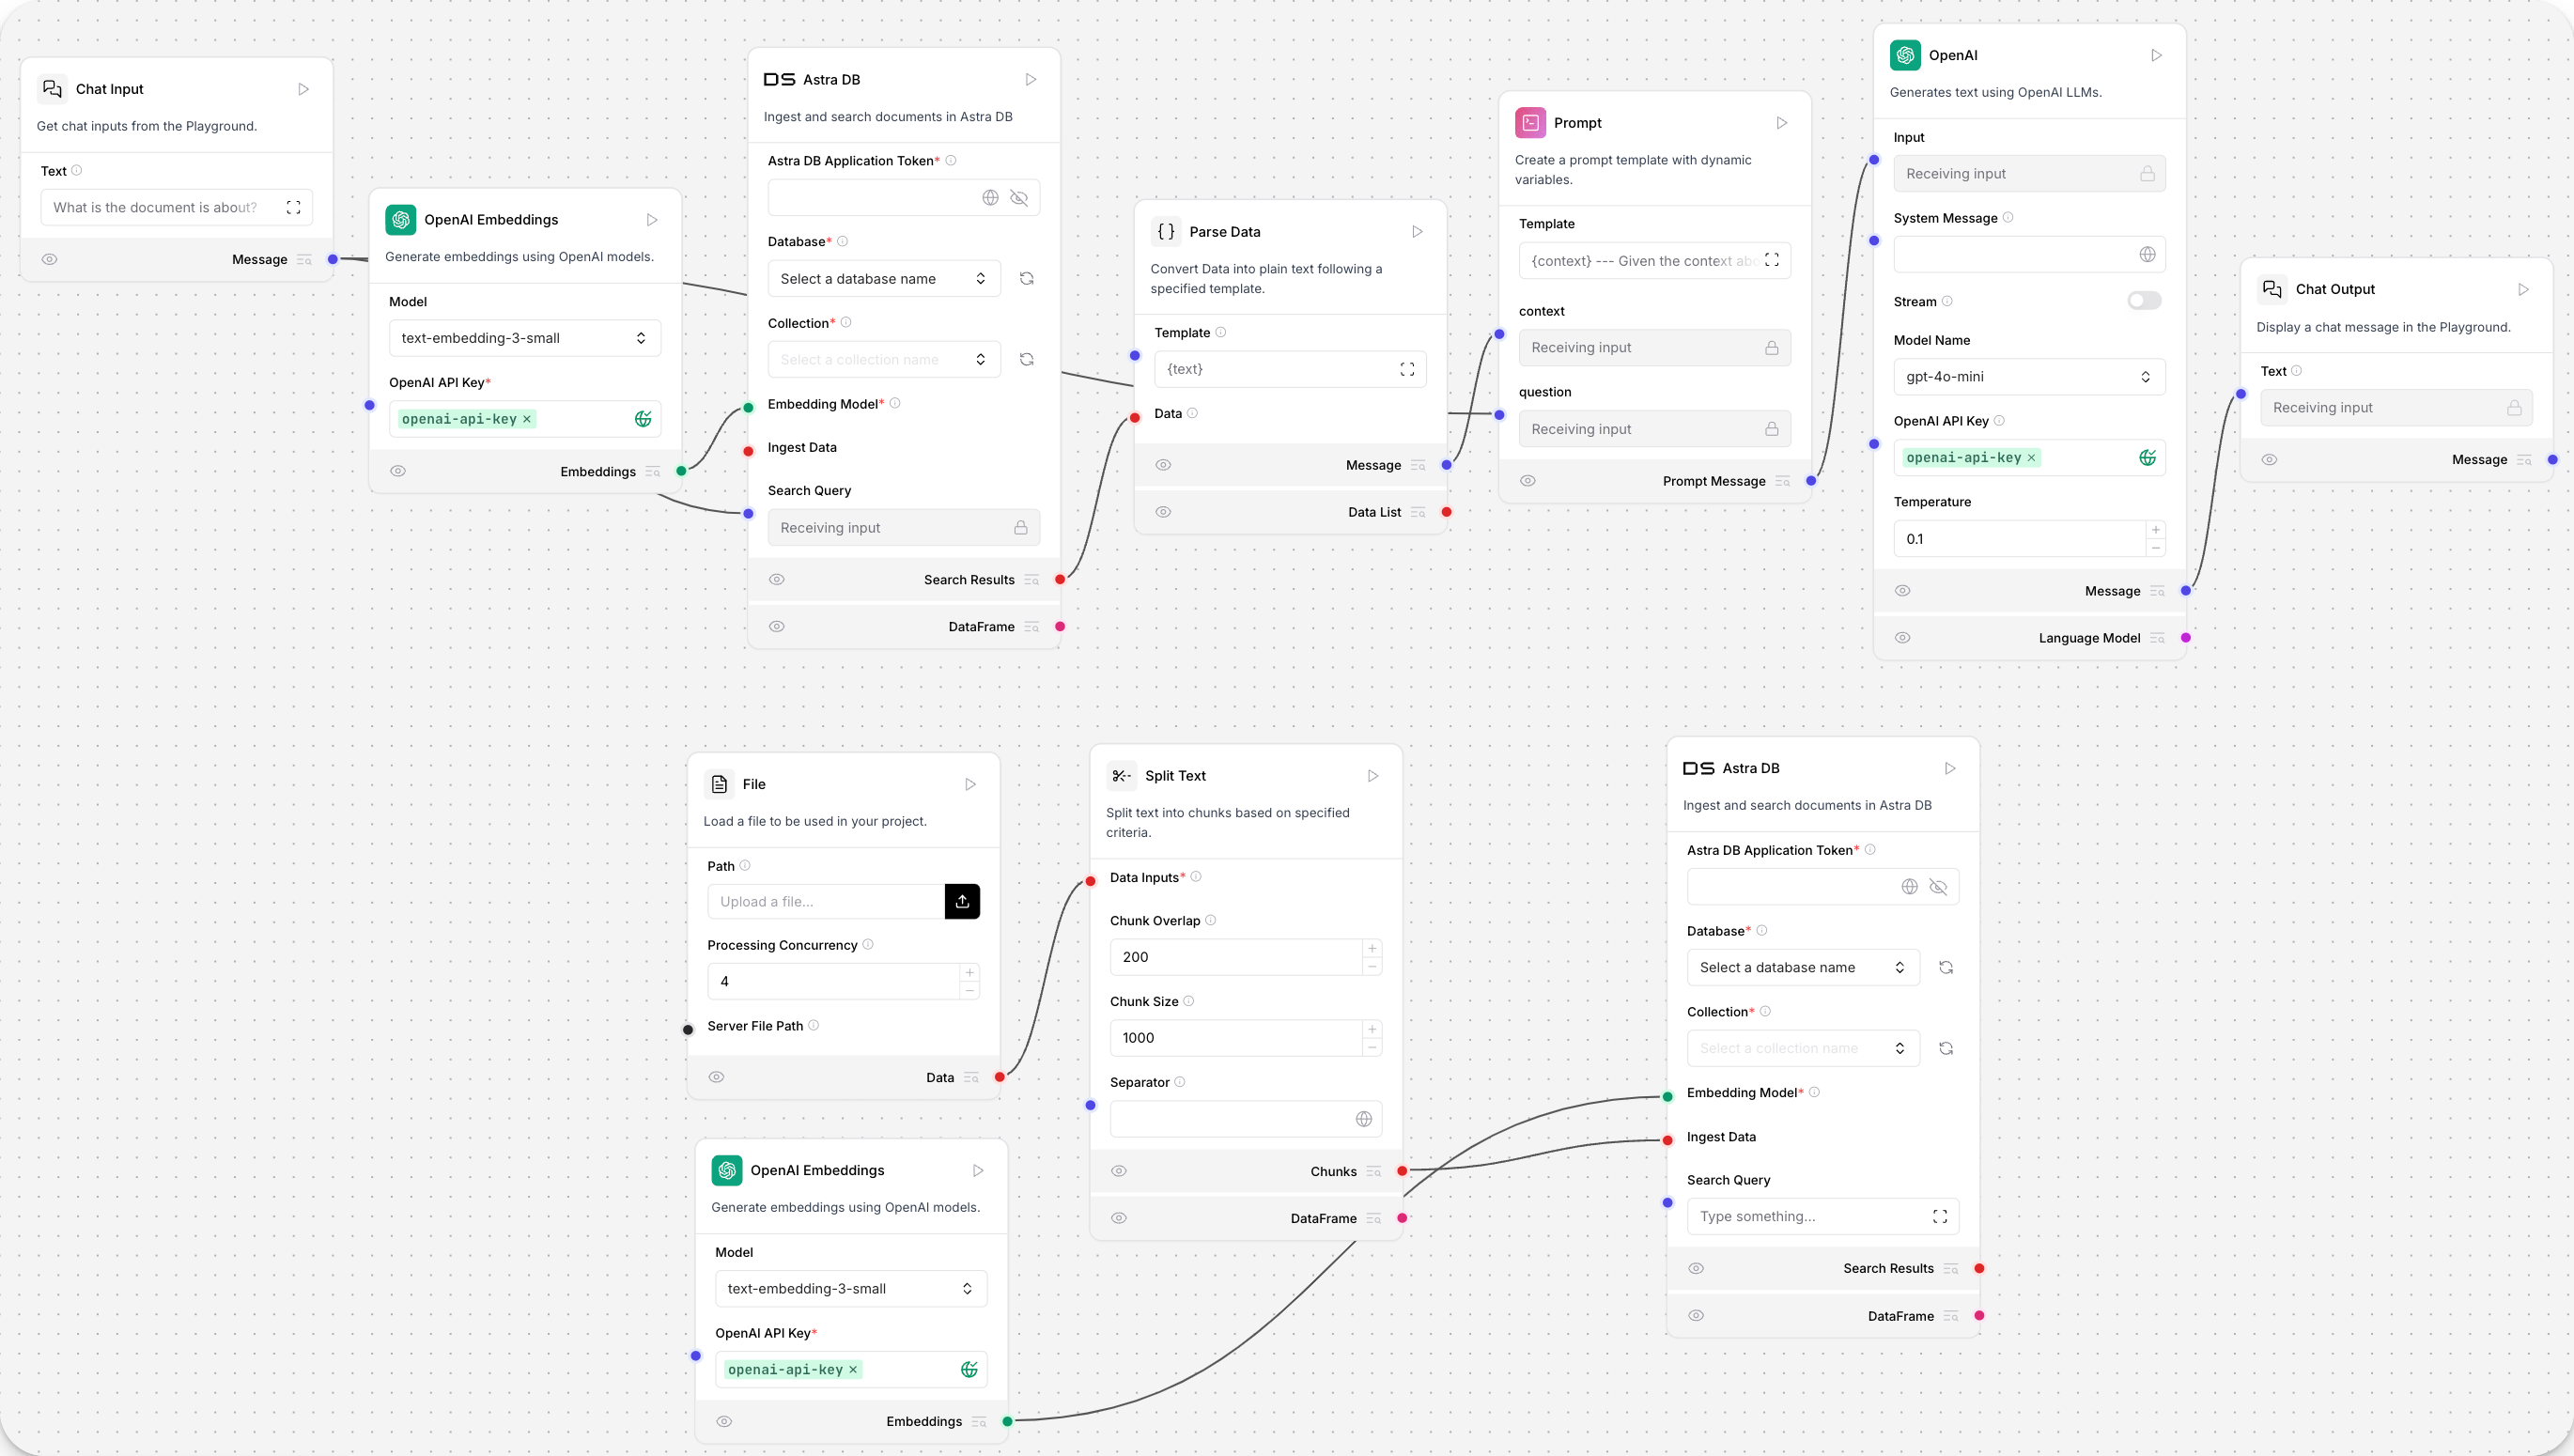 Chat Input
Get chat inputs from the Playground.
Text
What is the document is about?
Message
OpenAI Embeddings
Generate embeddings using OpenAI models.
Model
text-embedding-3-small
OpenAI API Key*
openai-api-key ×
Embeddings
DS Astra DB
Ingest and search documents in Astra DB
Astra DB Application Token*
Database*
Select a database name
Collection*
Select a collection name
Embedding Model*
Ingest Data
Search Query
Receiving input
Search Results
DataFrame
Parse Data
Convert Data into plain text following a
specified template.
Template
{text}
Data
Message
Data List
Prompt
Create a prompt template with dynamic
variables.
Template
{context} --- Given the context abo
context
Receiving input
question
Receiving input
Prompt Message
OpenAI
Generates text using OpenAI LLMs.
Input
Receiving input
System Message
Stream
Model Name
gpt-4o-mini
OpenAI API Key
openai-api-key ×
Temperature
0.1
Message
Language Model
Chat Output
Display a chat message in the Playground.
Text
Receiving input
Message
File
Load a file to be used in your project.
Path
Upload a file...
Processing Concurrency
4
Server File Path
Data
OpenAI Embeddings
Generate embeddings using OpenAI models.
Model
text-embedding-3-small
OpenAI API Key*
openai-api-key ×
Embeddings
Split Text
Split text into chunks based on specified
criteria.
Data Inputs*
Chunk Overlap
200
Chunk Size
1000
Separator
Chunks
DataFrame
DS Astra DB
Ingest and search documents in Astra DB
Astra DB Application Token*
Database*
Select a database name
Collection*
Select a collection name
Embedding Model*
Ingest Data
Search Query
Type something...
Search Results
DataFrame